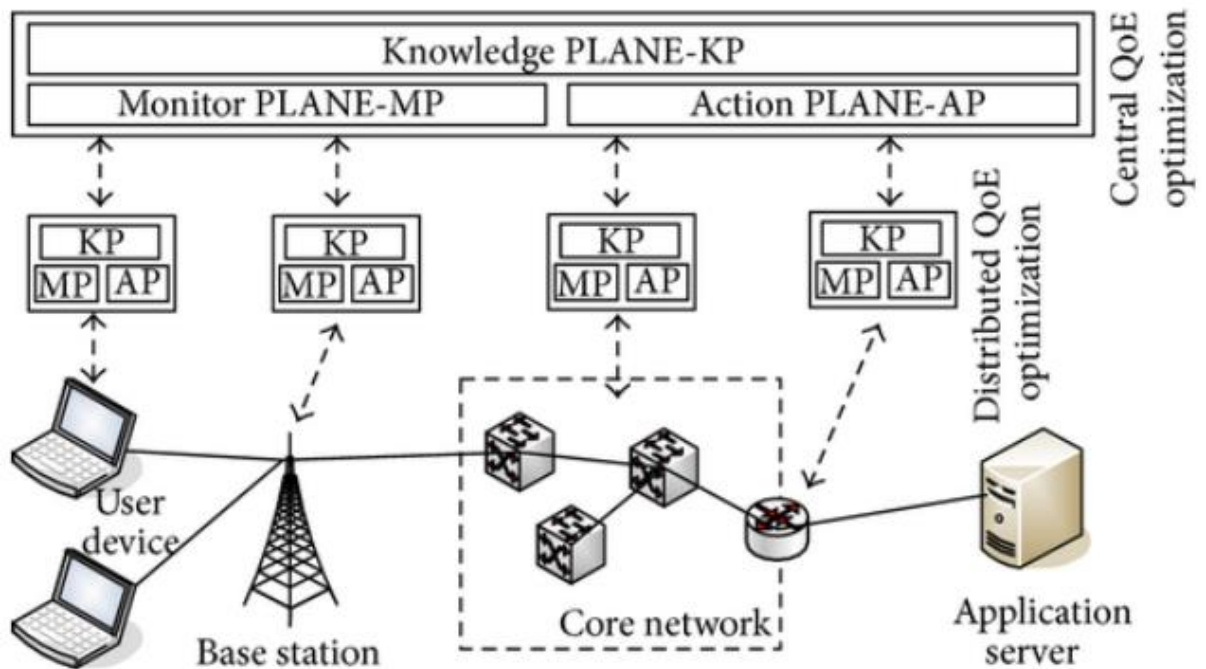 Knowledge PLANE-KP
Monitor PLANE-MP
Action PLANE-AP
Central QoE
optimization
KP
MP AP
KP
MP AP
KP
MP AP
KP
MP AP
Distributed QoE
optimization
User
device
Base station
Core network
Application
server